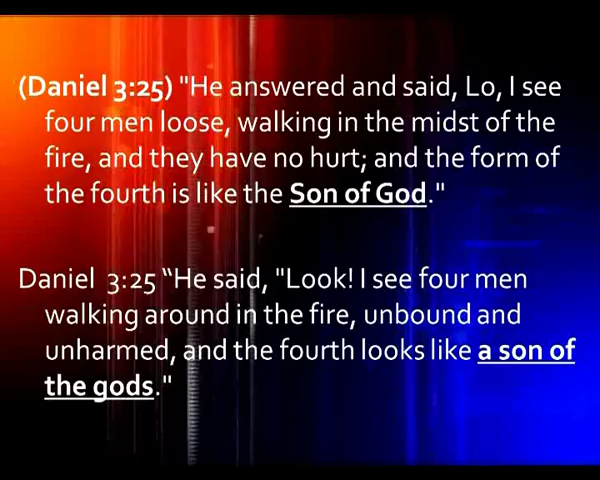 (Daniel 3:25) "He answered and said, Lo, I see
four men loose, walking in the midst of the
fire, and they have no hurt; and the form of
the fourth is like the Son of God."
Daniel 3:25 “He said, "Look! I see four men
walking around in the fire, unbound and
unharmed, and the fourth looks like a son of
the gods."